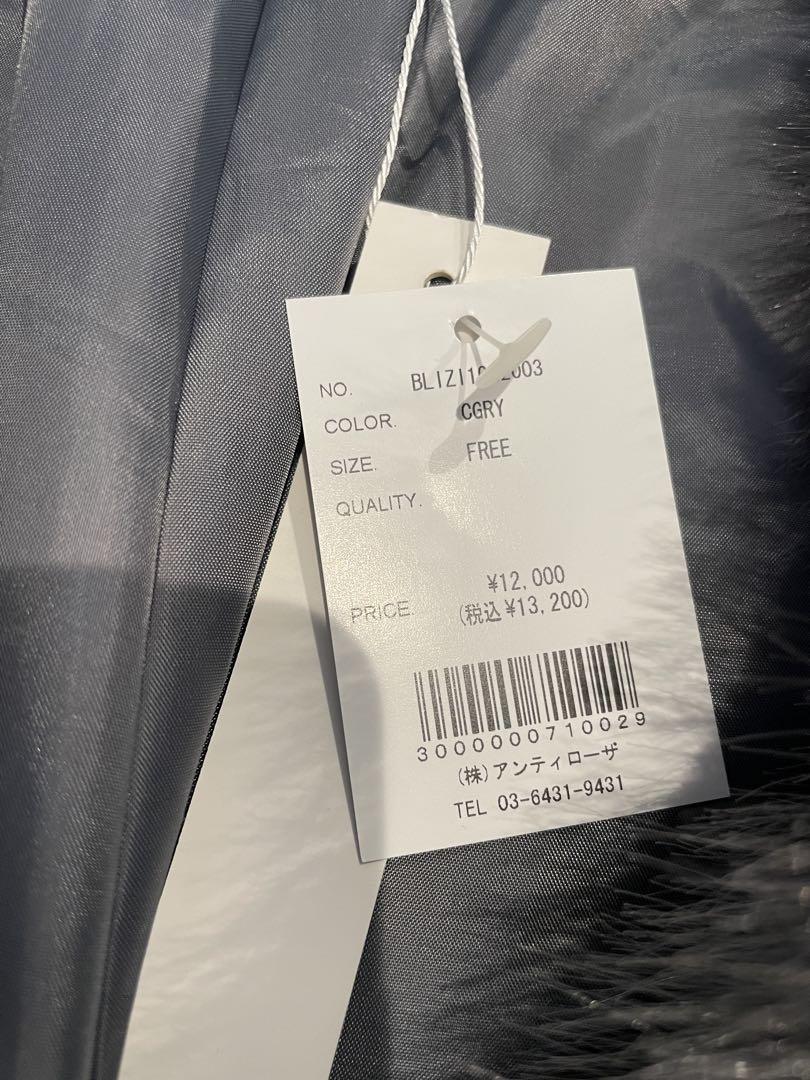 NO.
COLOR. CGRY
SIZE. FREE
QUALITY.
¥12,000
PRICE. (税込¥13,200)
3000000710029
(株)アンティローザ
TEL 03-6431-9431